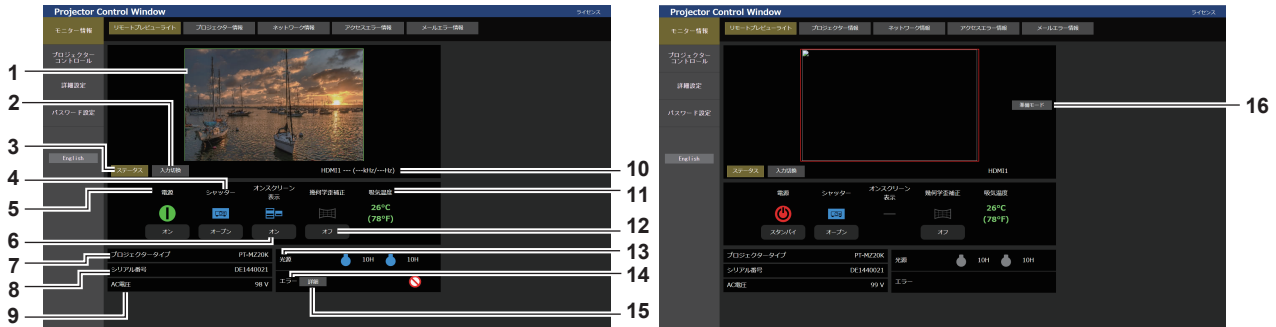 Projector Control Window
ライセンス
モニター情報
リモートプレビューライト
プロジェクター情報
ネットワーク情報
アクセスエラー情報
メールエラー情報
プロジェクター
コントロール
詳細設定
パスワード設定
English
ステータス
入力切換
HDMI1 --- (---kHz/---Hz)
電源
シャッター
オンスクリーン
表示
幾何学歪補正
吸気温度
26°C
(78°F)
オン
オープン
オン
オフ
プロジェクタータイプ
PT-MZ20K
シリアル番号
DE1440021
AC電圧
98 V
光源
10H
10H
エラー
詳細
1
2
3
4
5
6
7
8
9
10
11
12
13
14
15
Projector Control Window
ライセンス
モニター情報
リモートプレビューライト
プロジェクター情報
ネットワーク情報
アクセスエラー情報
メールエラー情報
プロジェクター
コントロール
詳細設定
パスワード設定
English
準備モード
ステータス
入力切換
HDMI1
電源
シャッター
オンスクリーン
表示
幾何学歪補正
吸気温度
26°C
(78°F)
スタンバイ
オープン
オフ
プロジェクタータイプ
PT-MZ20K
シリアル番号
DE1440021
AC電圧
99 V
光源
10H
10H
エラー
16